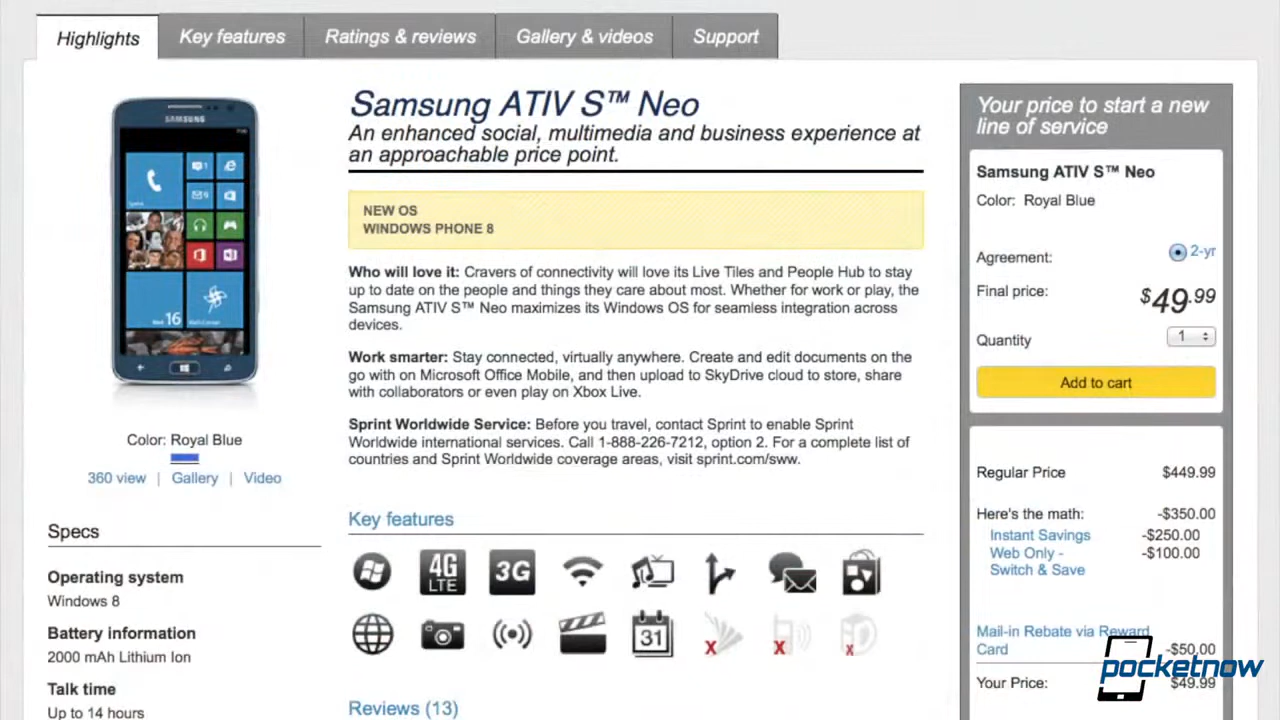 Highlights
Key features
Ratings & reviews
Gallery & videos
Support
SAMSUNG
Wed 16
Color: Royal Blue
360 view | Gallery | Video
Specs
Operating system
Windows 8
Battery information
2000 mAh Lithium Ion
Talk time
Up to 14 hours
Samsung ATIV S™ Neo
An enhanced social, multimedia and business experience at
an approachable price point.
NEW OS
WINDOWS PHONE 8
Who will love it: Cravers of connectivity will love its Live Tiles and People Hub to stay
up to date on the people and things they care about most. Whether for work or play, the
Samsung ATIV S™ Neo maximizes its Windows OS for seamless integration across
devices.
Work smarter: Stay connected, virtually anywhere. Create and edit documents on the
go with on Microsoft Office Mobile, and then upload to SkyDrive cloud to store, share
with collaborators or even play on Xbox Live.
Sprint Worldwide Service: Before you travel, contact Sprint to enable Sprint
Worldwide international services. Call 1-888-226-7212, option 2. For a complete list of
countries and Sprint Worldwide coverage areas, visit sprint.com/sww.
Key features
4G LTE
3G
31
Reviews (13)
Your price to start a new
line of service
Samsung ATIV S™ Neo
Color: Royal Blue
Agreement: 2-yr
Final price: $49.99
Quantity 1
Add to cart
Regular Price $449.99
Here's the math: -$350.00
Instant Savings -$250.00
Web Only - -$100.00
Switch & Save
Mail-in Rebate via Reward
Card -$50.00
pocketnow
Your Price: $49.99